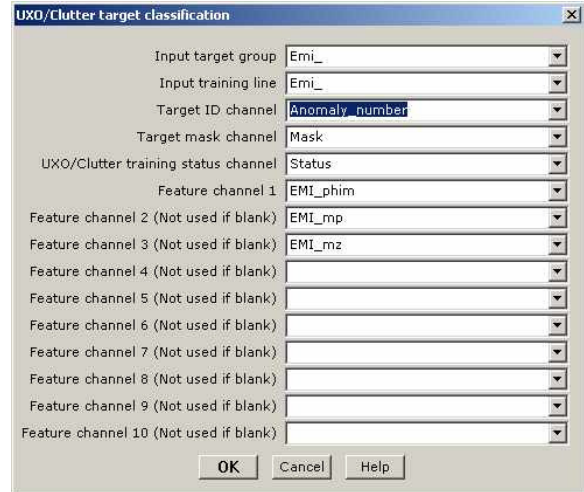 UXO/Clutter target classification
Input target group Emi_
Input training line Emi_
Target ID channel Anomaly_number
Target mask channel Mask
UXO/Clutter training status channel Status
Feature channel 1 EMI_phim
Feature channel 2 (Not used if blank) EMI_mp
Feature channel 3 (Not used if blank) EMI_mz
Feature channel 4 (Not used if blank)
Feature channel 5 (Not used if blank)
Feature channel 6 (Not used if blank)
Feature channel 7 (Not used if blank)
Feature channel 8 (Not used if blank)
Feature channel 9 (Not used if blank)
Feature channel 10 (Not used if blank)
OK Cancel Help